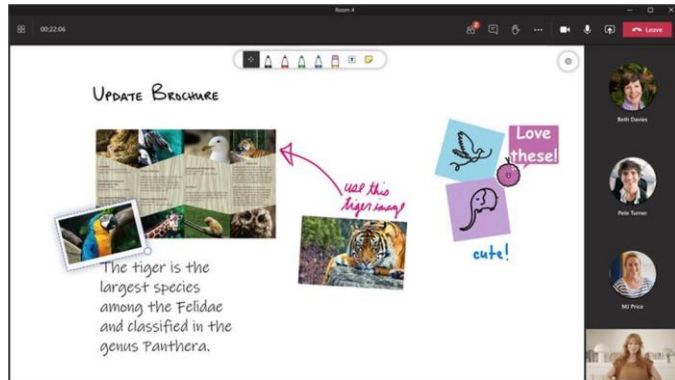 Room 4
00:22:06
2
Leave
UPDATE BROCHURE
Love
these!
use this
tiger image
cute!
The tiger is the
largest species
among the Felidae
and classified in the
genus Panthera.
Beth Davies
Pete Turner
MJ Price